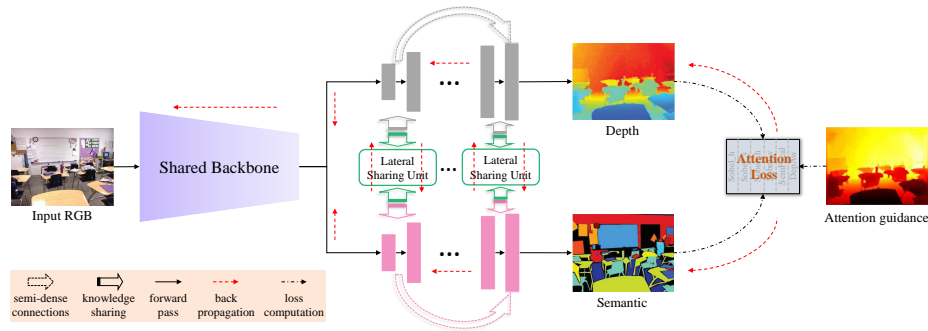 Shared Backbone
Input RGB
Lateral
Sharing Unit
Lateral
Sharing Unit
...
...
...
...
...
Depth
Semantic
Attention
Loss
Attention guidance
semi-dense
connections
knowledge
sharing
forward
pass
back
propagation
loss
computation